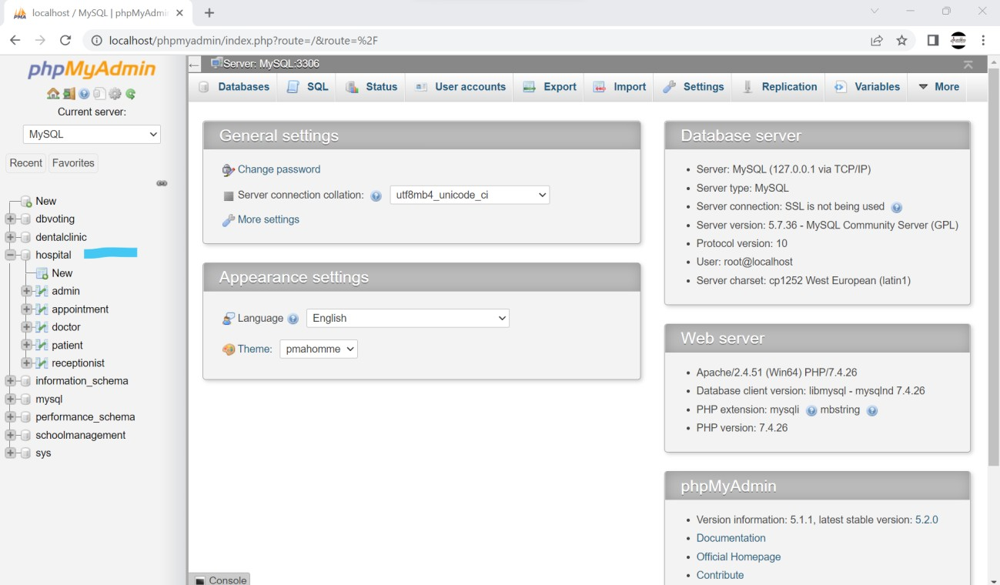 localhost / MySQL | phpMyAdmi
localhost/phpmyadmin/index.php?route=/&route=%2F
phpMyAdmin
Current server:
MySQL
Recent Favorites
New
dbvoting
dentalclinic
hospital
New
admin
appointment
doctor
patient
receptionist
information_schema
mysql
performance_schema
schoolmanagement
sys
Server: MySQL:3306
Databases SQL Status User accounts Export Import Settings Replication Variables More
General settings
Change password
Server connection collation: utf8mb4_unicode_ci
More settings
Appearance settings
Language English
Theme: pmahomme
Database server
Server: MySQL (127.0.0.1 via TCP/IP)
Server type: MySQL
Server connection: SSL is not being used
Server version: 5.7.36 - MySQL Community Server (GPL)
Protocol version: 10
User: root@localhost
Server charset: cp1252 West European (latin1)
Web server
Apache/2.4.51 (Win64) PHP/7.4.26
Database client version: libmysql - mysqlnd 7.4.26
PHP extension: mysqli mbstring
PHP version: 7.4.26
phpMyAdmin
Version information: 5.1.1, latest stable version: 5.2.0
Documentation
Official Homepage
Contribute
Console